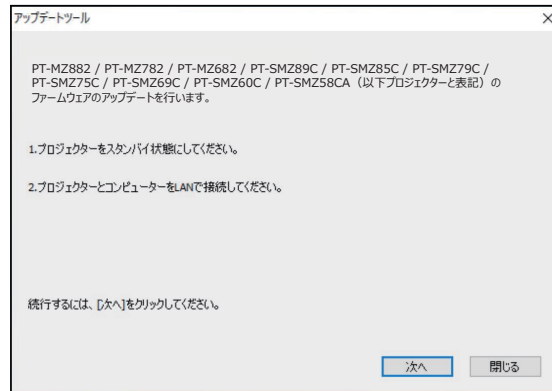 アップデートツール
PT-MZ882 / PT-MZ782 / PT-MZ682 / PT-SMZ89C / PT-SMZ85C / PT-SMZ79C /
PT-SMZ75C / PT-SMZ69C / PT-SMZ60C / PT-SMZ58CA（以下プロジェクターと表記）の
ファームウェアのアップデートを行います。
1.プロジェクターをスタンバイ状態にしてください。
2.プロジェクターとコンピューターをLANで接続してください。
続行するには、[次へ]をクリックしてください。
次へ
閉じる